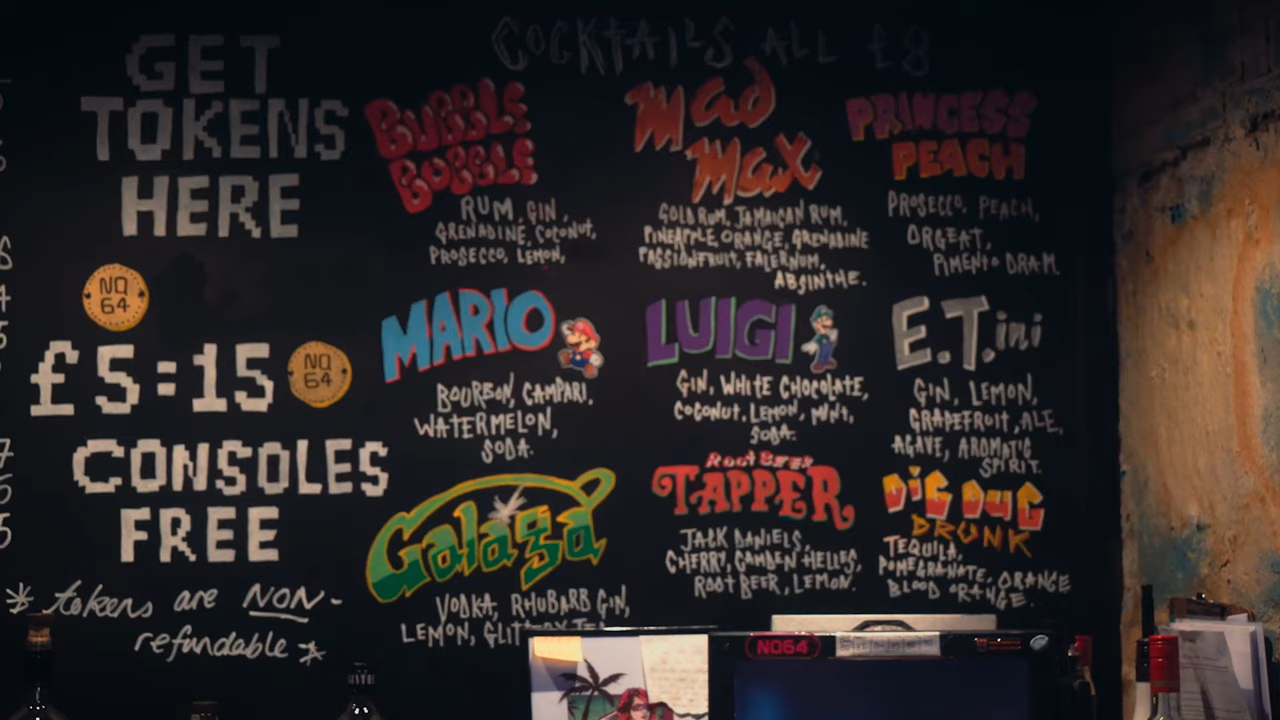 GET
TOKENS
HERE
NQ
64
£5:15
NQ
64
CONSOLES
FREE
* tokens are NON-
refundable *
COCKTAILS ALL £8
BUBBLE
BOBBLE
RUM, GIN,
GRENADINE, COCONUT,
PROSECCO, LEMON,
mad
max
GOLD RUM, JAMAICAN RUM,
PINEAPPLE, ORANGE, GRENADINE
PASSIONFRUIT, FALERNUM,
ABSINTHE.
PRINCESS
PEACH
PROSECCO, PEACH,
ORGEAT,
PIMENTO DRAM.
MARIO
BOURBON, CAMPARI,
WATERMELON,
SODA.
LUIGI
GIN, WHITE CHOCOLATE,
COCONUT, LEMON, MINT,
SODA.
E.T.ini
GIN, LEMON,
GRAPEFRUIT, ALE,
AGAVE, AROMATIC
SPIRIT.
Galaga
VODKA, RHUBARB GIN,
LEMON,
ROOT BEER
TAPPER
JACK DANIELS,
CHERRY, CAMDEN HELLES,
ROOT BEER, LEMON.
DiG DUG
DRUNK
TEQUILA,
POMEGRANATE, ORANGE
BLOOD ORANGE.
NQ64